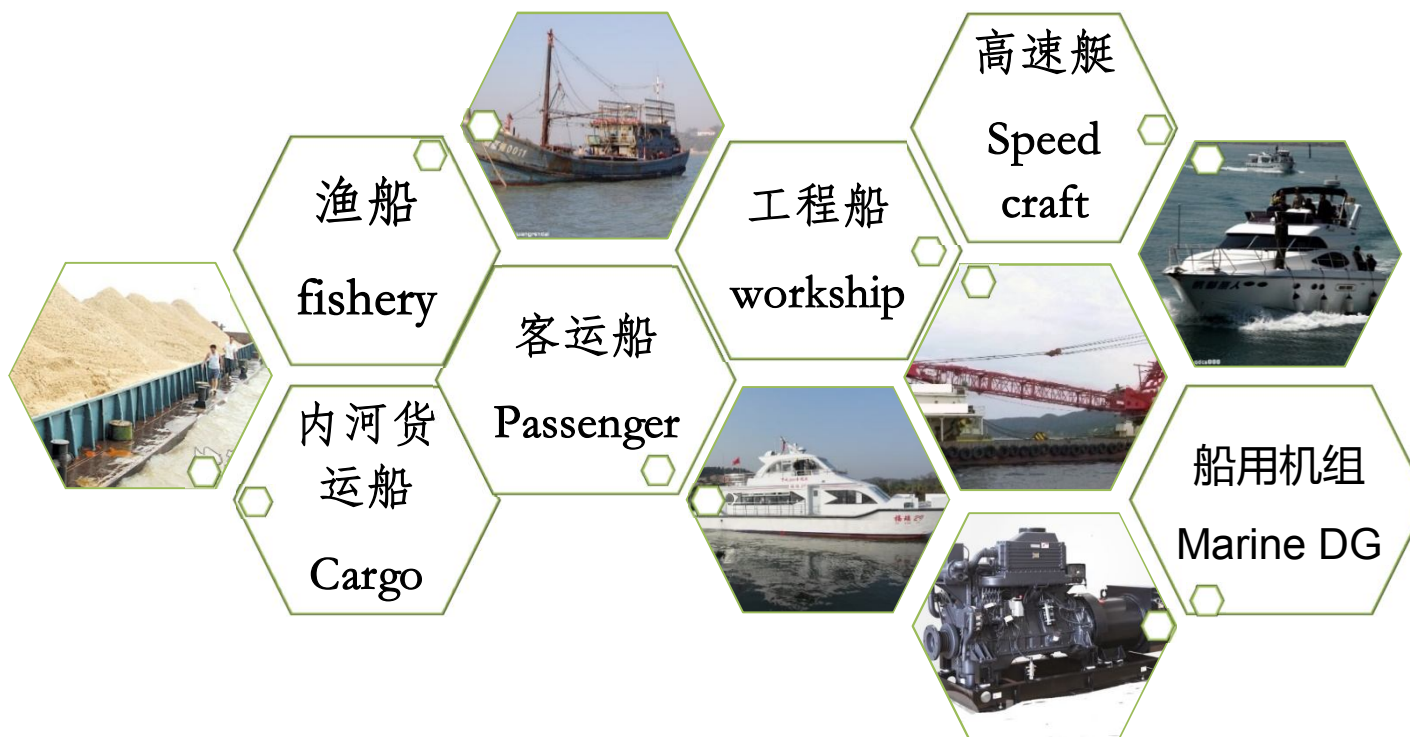 高速艇
Speed
craft
渔船
fishery
工程船
workship
客运船
Passenger
内河货
运船
Cargo
船用机组
Marine DG